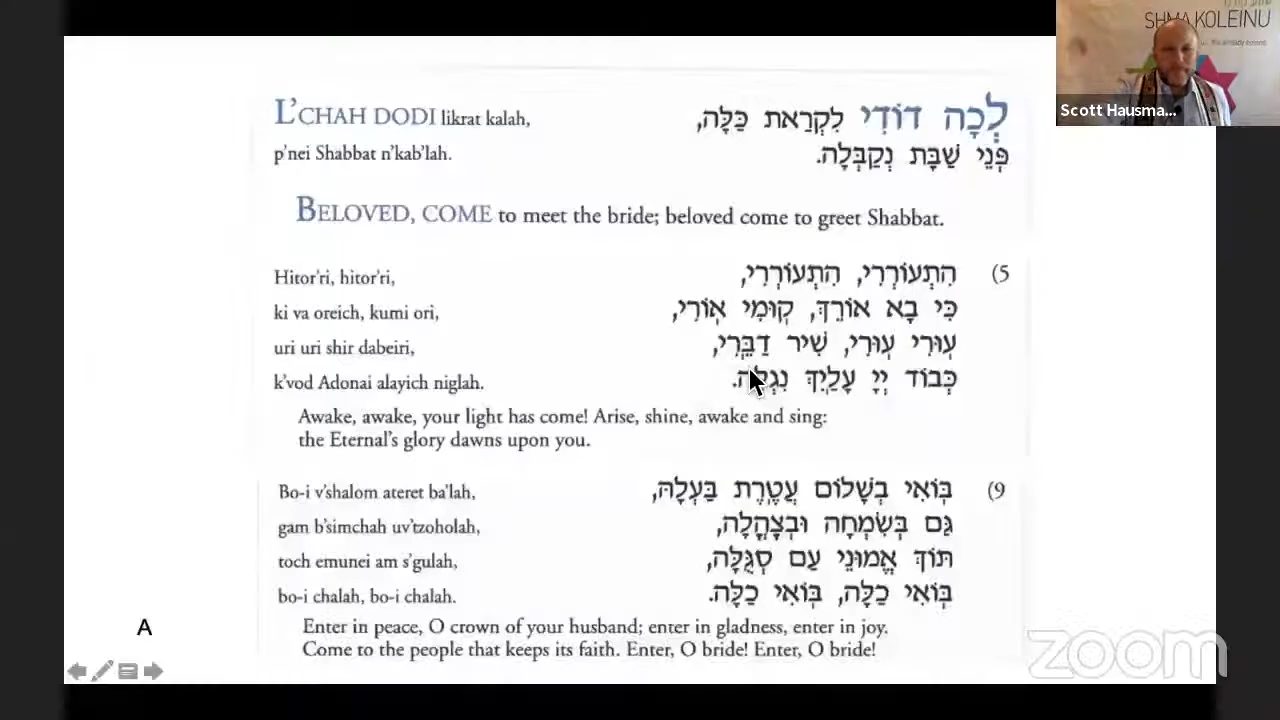 SHMA KOLEINU
Scott Hausma...
L'CHAH DODI likrat kalah,
p'nei Shabbat n'kab'lah.
לְכָה דוֹדִי לִקְרַאת כַּלָּה,
פְּנֵי שַׁבָּת נְקַבְּלָה.
BELOVED, COME to meet the bride; beloved come to greet Shabbat.
Hitor'ri, hitor'ri,
ki va oreich, kumi ori,
uri uri shir dabeiri,
k'vod Adonai alayich niglah.
5) הִתְעוֹרְרִי, הִתְעוֹרְרִי,
כִּי בָא אוֹרֵךְ, קוּמִי אֽוֹרִי,
עֽוּרִי עֽוּרִי, שִׁיר דַּבֵּֽרִי,
כְּבוֹד יְיָ עָלַֽיִךְ נִגְלָה.
Awake, awake, your light has come! Arise, shine, awake and sing:
the Eternal's glory dawns upon you.
Bo-i v'shalom ateret ba'lah,
gam b'simchah uv'tzoholah,
toch emunei am s'gulah,
bo-i chalah, bo-i chalah.
9) בּֽוֹאִי בְשָׁלוֹם עֲטֶֽרֶת בַּעְלָהּ,
גַּם בְּשִׂמְחָה וּבְצָהֳלָה,
תּוֹךְ אֱמוּנֵי עַם סְגֻלָּה,
בּֽוֹאִי כַלָּה, בּֽוֹאִי כַלָּה.
Enter in peace, O crown of your husband; enter in gladness, enter in joy.
Come to the people that keeps its faith. Enter, O bride! Enter, O bride!
A
zoom